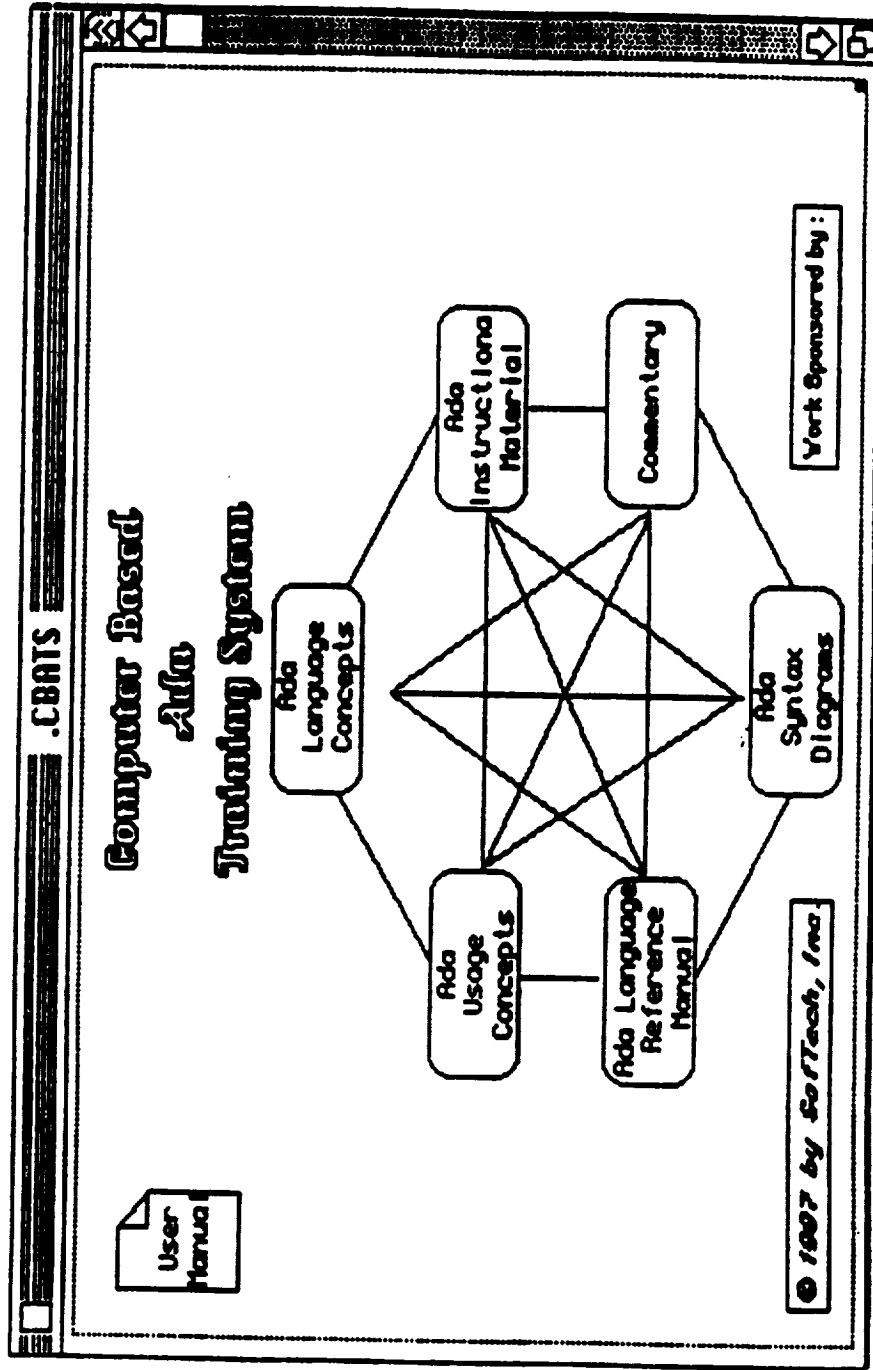 .CBATS
Computer Based
Ada
Training System
User
Manual
Ada
Language
Concepts
Ada
Usage
Concepts
Ada
Instructiona
Material
Ada Language
Reference
Manual
Commentary
Ada
Syntax
Diagrams
© 1987 by SofTech, Inc.
Work Sponsored by: